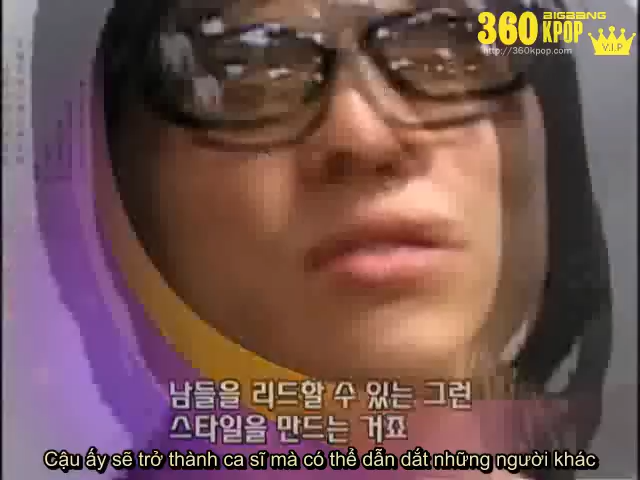 BIGBANG
360KPOP
http://360kpop.com
V.I.P
남들을 리드할 수 있는 그런
스타일을 만드는 거죠
Cậu ấy sẽ trở thành ca sĩ mà có thể dẫn dắt những người khác